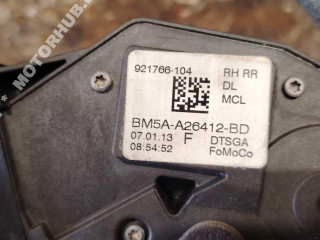 MOTORHUB.
921766-104 RH RR
DL
MCL
BM5A-A26412-BD
07.01.13 F DTSGA
08:54:52 FoMoCo